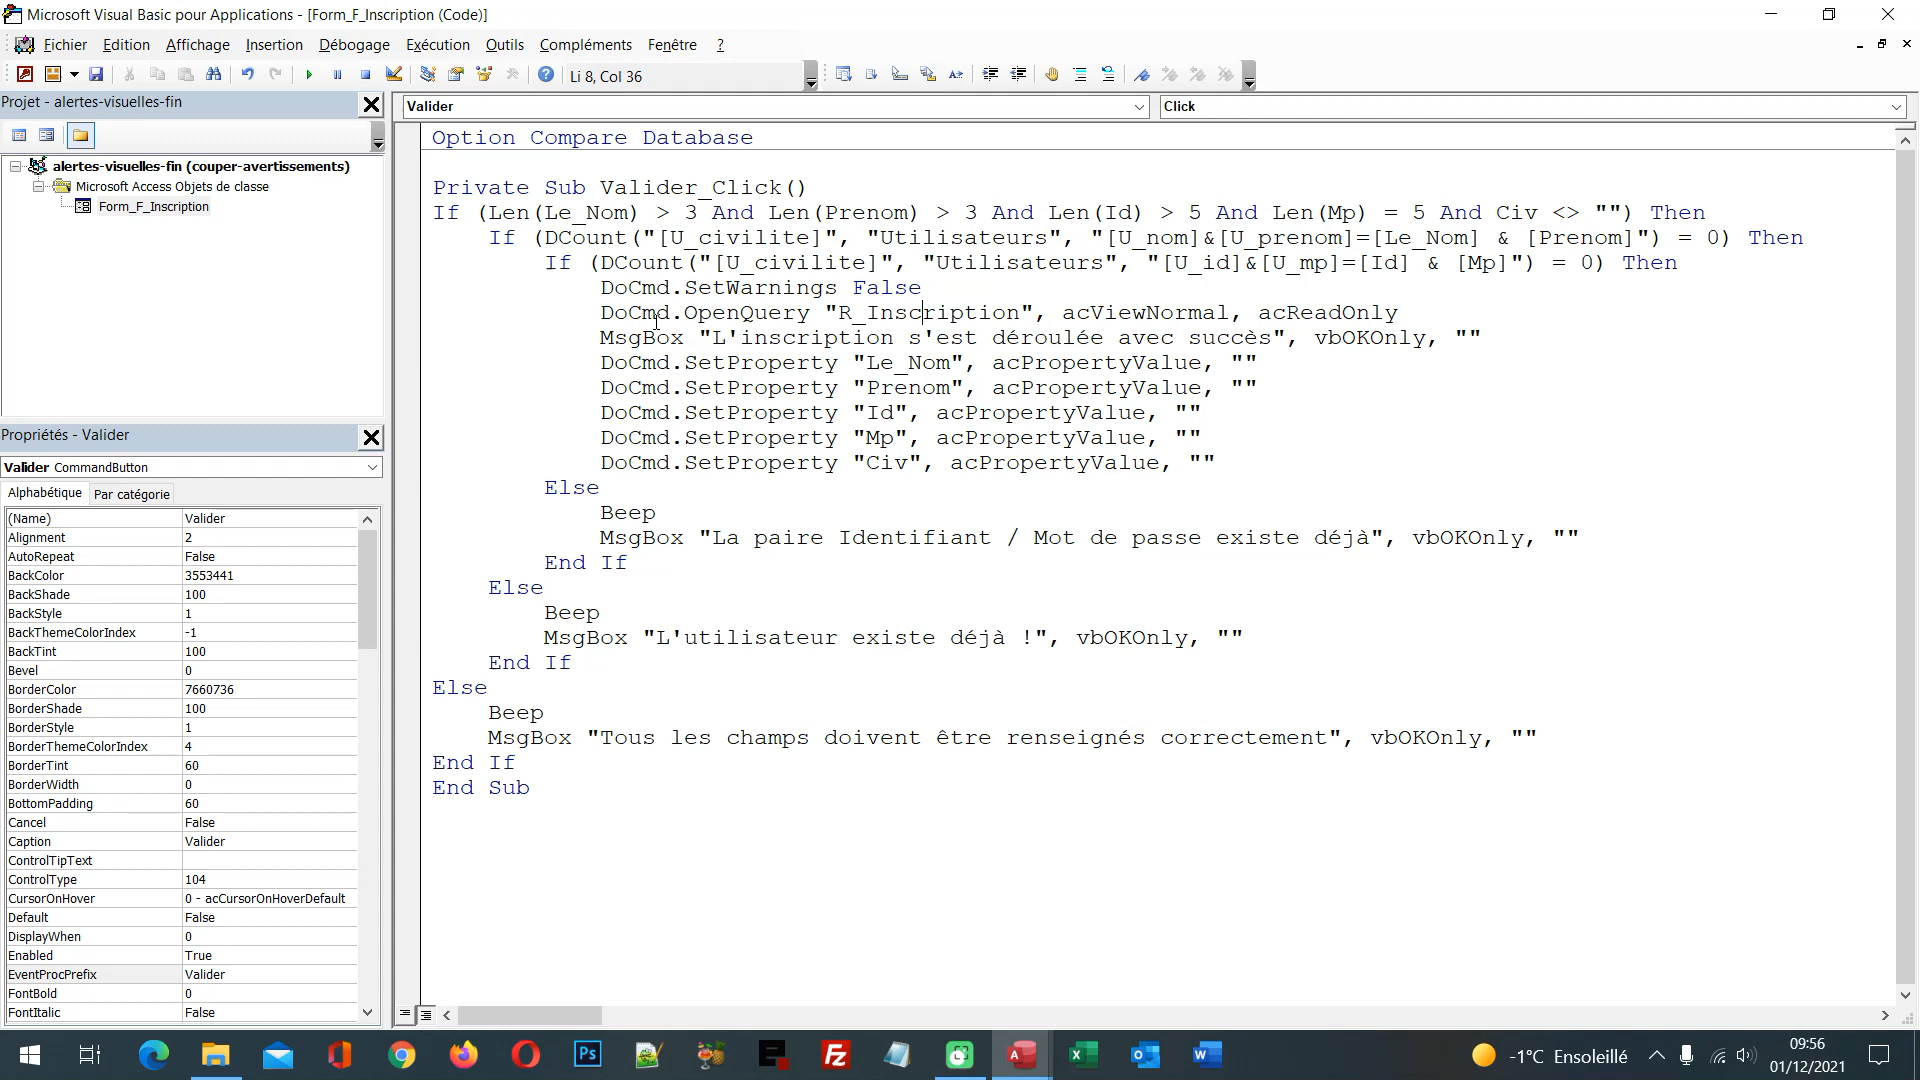 Microsoft Visual Basic pour Applications - [Form_F_Inscription (Code)]
Fichier Edition Affichage Insertion Débogage Exécution Outils Compléments Fenêtre ?
Li 8, Col 36
Projet - alertes-visuelles-fin
alertes-visuelles-fin (couper-avertissements)
Microsoft Access Objets de classe
Form_F_Inscription
Propriétés - Valider
Valider CommandButton
Alphabétique Par catégorie
(Name) Valider
Alignment 2
AutoRepeat False
BackColor 3553441
BackShade 100
BackStyle 1
BackThemeColorIndex -1
BackTint 100
Bevel 0
BorderColor 7660736
BorderShade 100
BorderStyle 1
BorderThemeColorIndex 4
BorderTint 60
BorderWidth 0
BottomPadding 60
Cancel False
Caption Valider
ControlTipText
ControlType 104
CursorOnHover 0 - acCursorOnHoverDefault
Default False
DisplayWhen 0
Enabled True
EventProcPrefix Valider
FontBold 0
FontItalic False
Valider Click
Option Compare Database
Private Sub Valider_Click()
If (Len(Le_Nom) > 3 And Len(Prenom) > 3 And Len(Id) > 5 And Len(Mp) = 5 And Civ <> "") Then
If (DCount("[U_civilite]", "Utilisateurs", "[U_nom]&[U_prenom]=[Le_Nom] & [Prenom]") = 0) Then
If (DCount("[U_civilite]", "Utilisateurs", "[U_id]&[U_mp]=[Id] & [Mp]") = 0) Then
DoCmd.SetWarnings False
DoCmd.OpenQuery "R_Inscription", acViewNormal, acReadOnly
MsgBox "L'inscription s'est déroulée avec succès", vbOKOnly, ""
DoCmd.SetProperty "Le_Nom", acPropertyValue, ""
DoCmd.SetProperty "Prenom", acPropertyValue, ""
DoCmd.SetProperty "Id", acPropertyValue, ""
DoCmd.SetProperty "Mp", acPropertyValue, ""
DoCmd.SetProperty "Civ", acPropertyValue, ""
Else
Beep
MsgBox "La paire Identifiant / Mot de passe existe déjà", vbOKOnly, ""
End If
Else
Beep
MsgBox "L'utilisateur existe déjà !", vbOKOnly, ""
End If
Else
Beep
MsgBox "Tous les champs doivent être renseignés correctement", vbOKOnly, ""
End If
End Sub
Ps
Fz
-1°C Ensoleillé
09:56
01/12/2021